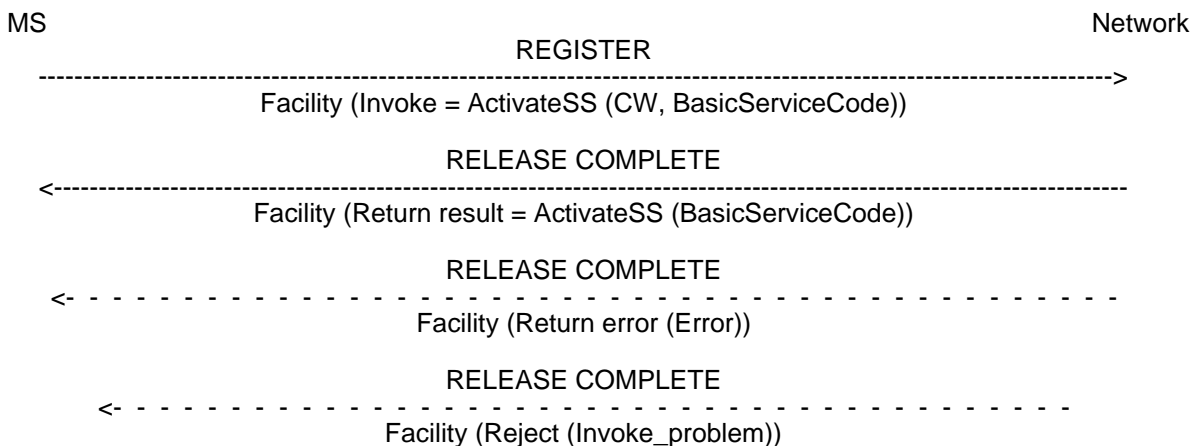 MS Network
REGISTER
Facility (Invoke = ActivateSS (CW, BasicServiceCode))
RELEASE COMPLETE
Facility (Return result = ActivateSS (BasicServiceCode))
RELEASE COMPLETE
Facility (Return error (Error))
RELEASE COMPLETE
Facility (Reject (Invoke_problem))